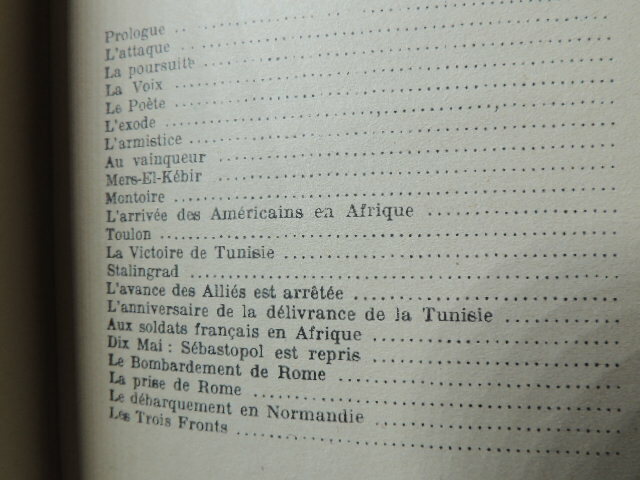 Prologue
L'attaque
La poursuite
La Voix
Le Poête
L'exode
L'armistice
Au vainqueur
Mers-El-Kébir
Montoire
L'arrivée des Américains en Afrique
Toulon
La Victoire de Tunisie
Stalingrad
L'avance des Alliés est arrêtée
L'anniversaire de la délivrance de la Tunisie
Aux soldats français en Afrique
Dix Mai : Sébastopol est repris
Le Bombardement de Rome
La prise de Rome
Le débarquement en Normandie
Les Trois Fronts